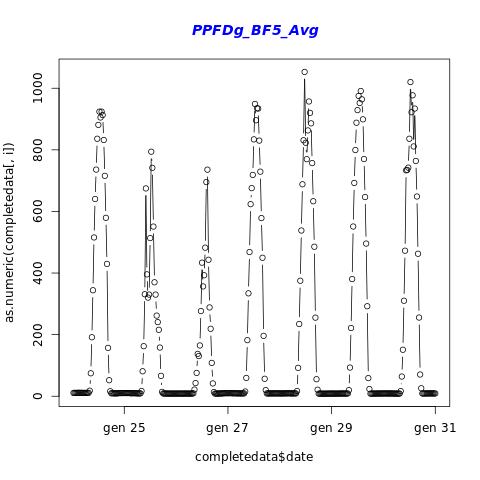 PPFDg_BF5_Avg
as.numeric(completedata[, i])
1000
800
600
400
200
0
gen 25
gen 27
gen 29
gen 31
completedata$date